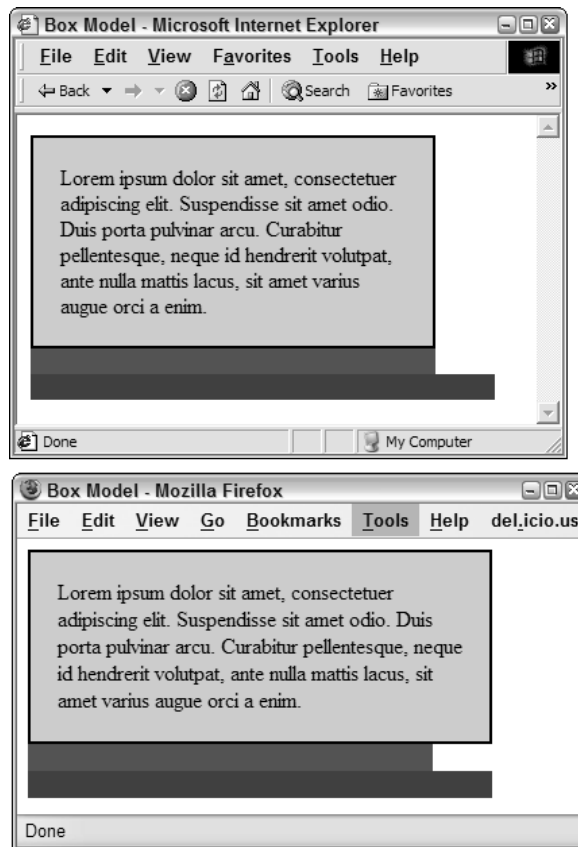 Box Model - Microsoft Internet Explorer
File Edit View Favorites Tools Help
Back Search Favorites »
Lorem ipsum dolor sit amet, consectetuer
adipiscing elit. Suspendisse sit amet odio.
Duis porta pulvinar arcu. Curabitur
pellentesque, neque id hendrerit volutpat,
ante nulla mattis lacus, sit amet varius
augue orci a enim.
Done My Computer
Box Model - Mozilla Firefox
File Edit View Go Bookmarks Tools Help del.icio.us
Lorem ipsum dolor sit amet, consectetuer
adipiscing elit. Suspendisse sit amet odio. Duis
porta pulvinar arcu. Curabitur pellentesque, neque
id hendrerit volutpat, ante nulla mattis lacus, sit
amet varius augue orci a enim.
Done